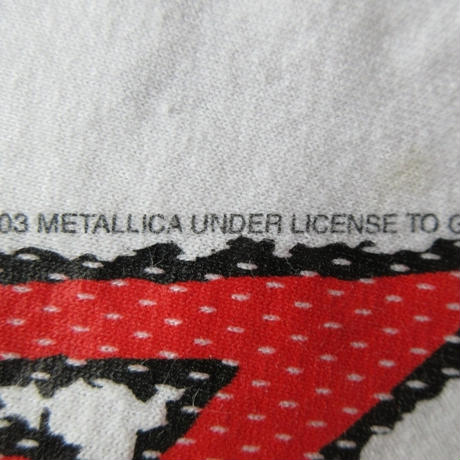 03 METALLICA UNDER LICENSE TO G